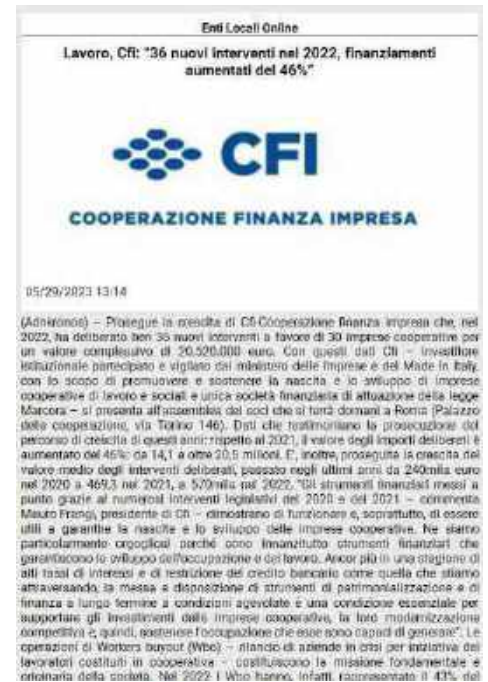 Enti Locali Online
Lavoro, Cfi: "36 nuovi interventi nel 2022, finanziamenti
aumentati del 46%"
CFI
COOPERAZIONE FINANZA IMPRESA
05/29/2023 13:14
(Adnkronos) – Prosegue la crescita di Cfi-Cooperazione finanza impresa che, nel
2022, ha deliberato ben 36 nuovi interventi a favore di 30 imprese cooperative per
un valore complessivo di 20.520.000 euro. Con questi dati Cfi – investitore
istituzionale partecipato e vigilato dal ministero delle Imprese e del Made in Italy,
con lo scopo di promuovere e sostenere la nascita e lo sviluppo di imprese
cooperative di lavoro e sociali e unica società finanziaria di attuazione della legge
Marcora – si presenta all'assemblea dei soci che si terrà domani a Roma (Palazzo
della cooperazione, via Torino 146). Dati che testimoniano la prosecuzione del
percorso di crescita di questi anni: rispetto al 2021, il valore degli importi deliberati è
aumentato del 46%: da 14,1 a oltre 20,5 milioni. E', inoltre, proseguita la crescita del
valore medio degli interventi deliberati, passato negli ultimi anni da 240mila euro
nel 2020 a 469,3 nel 2021, a 570mila nel 2022. "Gli strumenti finanziari messi a
punto grazie ai numerosi interventi legislativi del 2020 e del 2021 – commenta
Mauro Frangi, presidente di Cfi – dimostrano di funzionare e, soprattutto, di essere
utili a garantire la nascita e lo sviluppo delle imprese cooperative. Ne siamo
particolarmente orgogliosi perché sono innanzitutto strumenti finanziari che
garantiscono lo sviluppo dell'occupazione e del lavoro. Ancor più in una stagione di
alti tassi di interessi e di restrizione del credito bancario come quella che stiamo
attraversando, la messa a disposizione di strumenti di patrimonializzazione e di
finanza a lungo termine a condizioni agevolate è una condizione essenziale per
supportare gli investimenti delle imprese cooperative, la loro modernizzazione
competitiva e, quindi, sostenere l'occupazione che esse sono capaci di generare". Le
operazioni di Workers buyout (Wbo) – rilancio di aziende in crisi per iniziativa dei
lavoratori costituiti in cooperativa – costituiscono la missione fondamentale e
originaria della società. Nel 2022 i Wbo hanno, infatti, rappresentato il 43% del